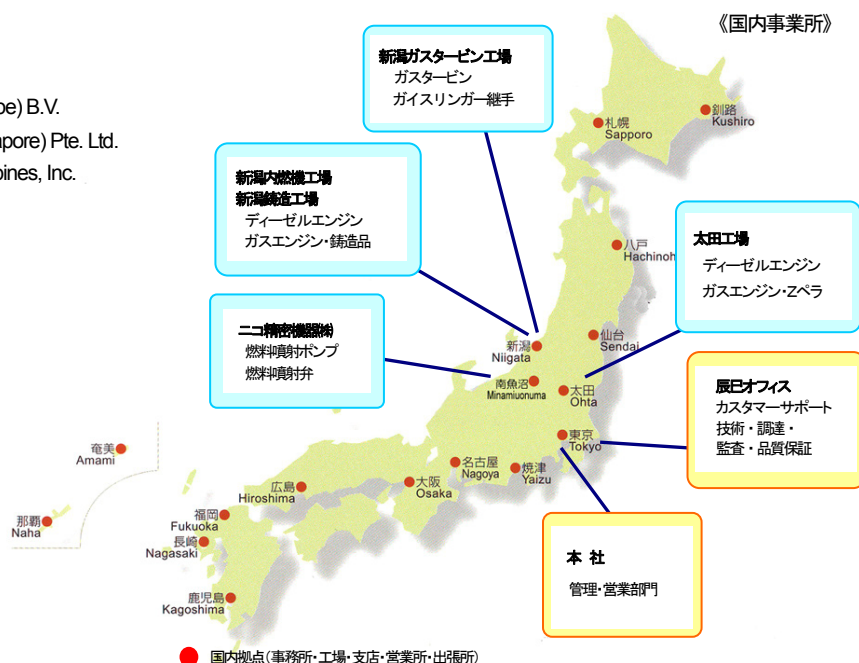 《国内事業所》
pe) B.V.
apore) Pte. Ltd.
bines, Inc.
新潟ガスタービン工場
ガスタービン
ガイスリンガー継手
新潟内燃機工場
新潟鋳造工場
ディーゼルエンジン
ガスエンジン・鋳造品
ニコ精密機器㈱
燃料噴射ポンプ
燃料噴射弁
太田工場
ディーゼルエンジン
ガスエンジン・Zペラ
辰巳オフィス
カスタマーサポート
技術・調達・
監査・品質保証
本 社
管理・営業部門
札幌
Sapporo
釧路
Kushiro
八戸
Hachinoh
仙台
Sendai
新潟
Niigata
南魚沼
Minamiuonuma
太田
Ohta
東京
Tokyo
名古屋
Nagoya
焼津
Yaizu
大阪
Osaka
広島
Hiroshima
福岡
Fukuoka
長崎
Nagasaki
鹿児島
Kagoshima
奄美
Amami
那覇
Naha
国内拠点(事務所・工場・支店・営業所・出張所)